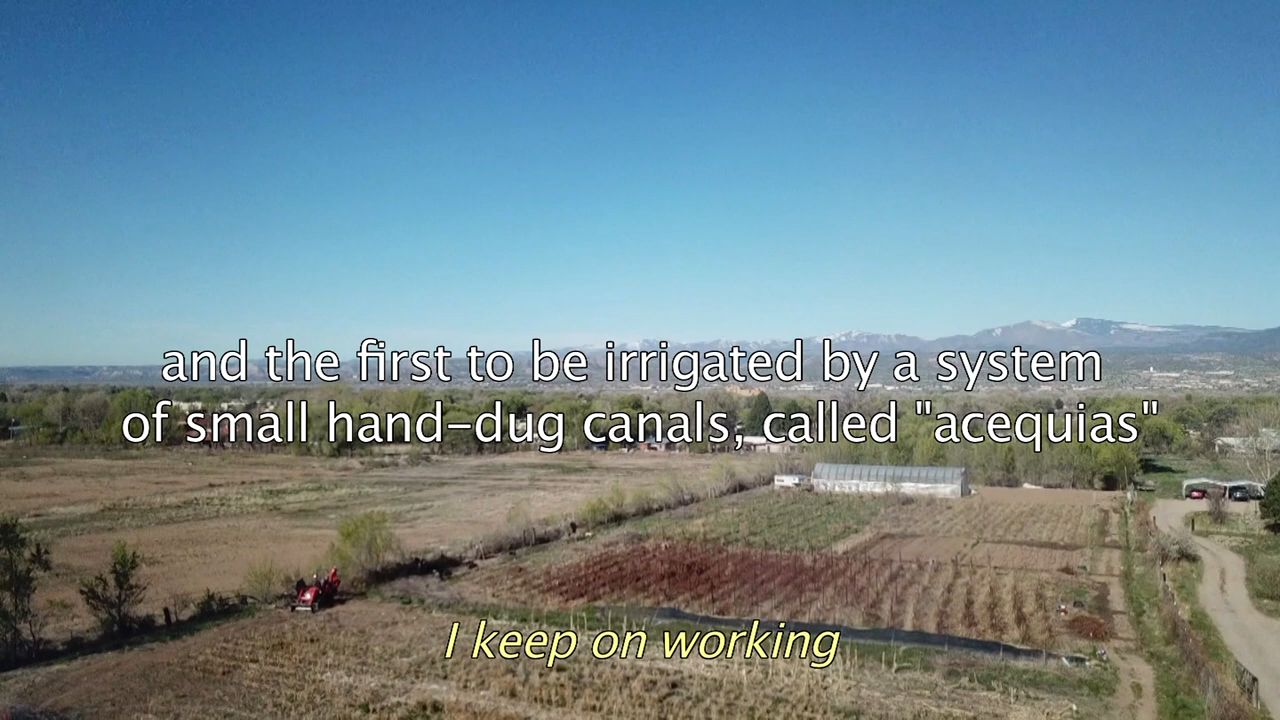 and the first to be irrigated by a system
of small hand-dug canals, called "acequias"
I keep on working